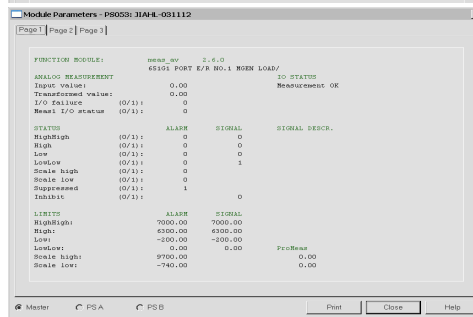 Module Parameters - PS053: JIAHL-031112
Page 1 Page 2 Page 3
FUNCTION MODULE: meas_av 2.6.0
651G1 PORT E/R NO.1 MGEN LOAD/
ANALOG MEASUREMENT IO STATUS
Input value: 0.00 Measurement OK
Transformed value: 0.00
I/O failure (0/1): 0
Meas1 I/O status (0/1): 0
STATUS ALARM SIGNAL SIGNAL DESCR.
HighHigh (0/1): 0 0
High (0/1): 0 0
Low (0/1): 0 0
LowLow (0/1): 0 1
Scale high (0/1): 0
Scale low (0/1): 0
Suppressed (0/1): 1
Inhibit (0/1): 0
LIMITS ALARM SIGNAL
HighHigh: 7000.00 7000.00
High: 6300.00 6300.00
Low: -200.00 -200.00
LowLow: 0.00 0.00 ProMeas
Scale high: 9700.00 0.00
Scale low: -740.00 0.00
Master PS A PS B Print Close Help